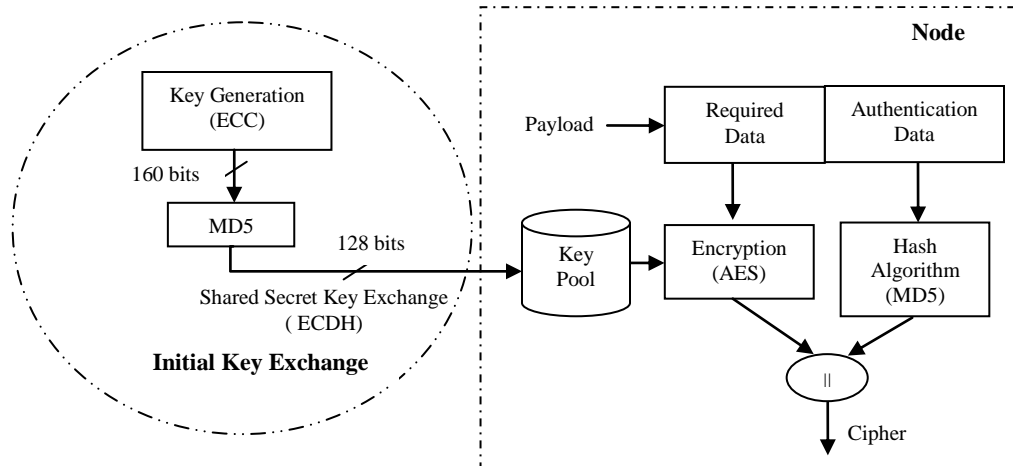 Node
Key Generation
(ECC)
160 bits
MD5
128 bits
Shared Secret Key Exchange
( ECDH)
Initial Key Exchange
Payload
Required
Data
Authentication
Data
Key
Pool
Encryption
(AES)
Hash
Algorithm
(MD5)
||
Cipher